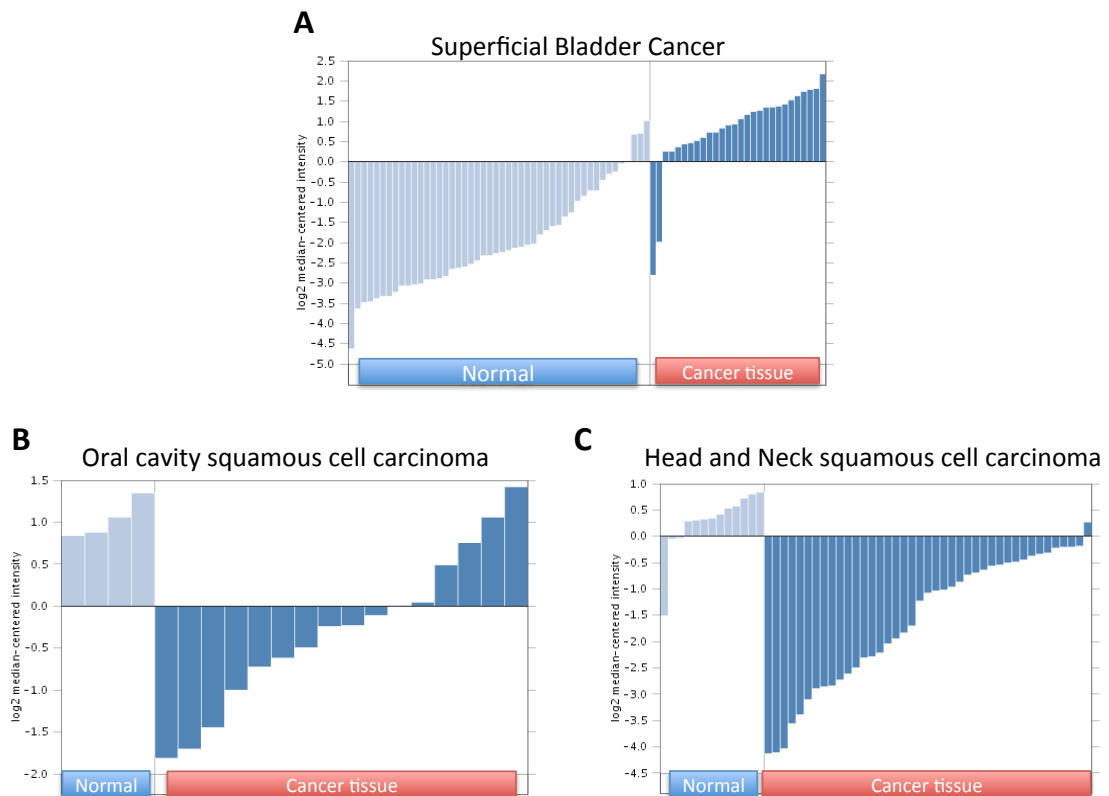 A
Superficial Bladder Cancer
log2 median-centered intensity
2.5
2.0
1.5
1.0
0.5
0.0
-0.5
-1.0
-1.5
-2.0
-2.5
-3.0
-3.5
-4.0
-4.5
-5.0
Normal
Cancer tissue
B
Oral cavity squamous cell carcinoma
log2 median-centered intensity
1.5
1.0
0.5
0.0
-0.5
-1.0
-1.5
-2.0
Normal
Cancer tissue
C
Head and Neck squamous cell carcinoma
log2 median-centered intensity
1.0
0.5
0.0
-0.5
-1.0
-1.5
-2.0
-2.5
-3.0
-3.5
-4.0
-4.5
Normal
Cancer tissue